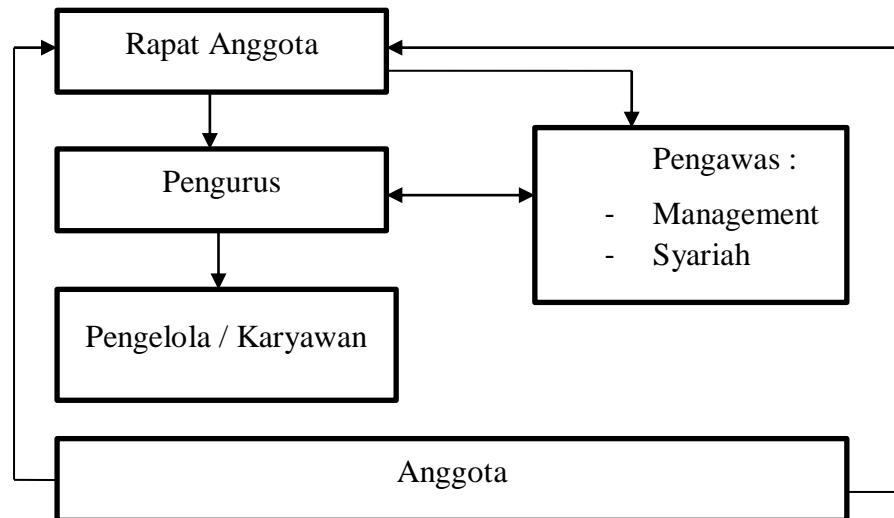 Rapat Anggota
Pengurus
Pengawas :
- Management
- Syariah
Pengelola / Karyawan
Anggota